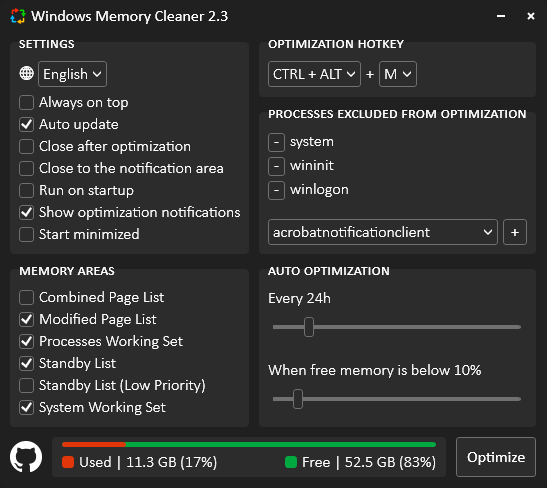 Windows Memory Cleaner 2.3
SETTINGS
English
Always on top
Auto update
Close after optimization
Close to the notification area
Run on startup
Show optimization notifications
Start minimized
OPTIMIZATION HOTKEY
CTRL + ALT + M
PROCESSES EXCLUDED FROM OPTIMIZATION
- system
- wininit
- winlogon
acrobatnotificationclient +
MEMORY AREAS
Combined Page List
Modified Page List
Processes Working Set
Standby List
Standby List (Low Priority)
System Working Set
AUTO OPTIMIZATION
Every 24h
When free memory is below 10%
Used | 11.3 GB (17%)
Free | 52.5 GB (83%)
Optimize